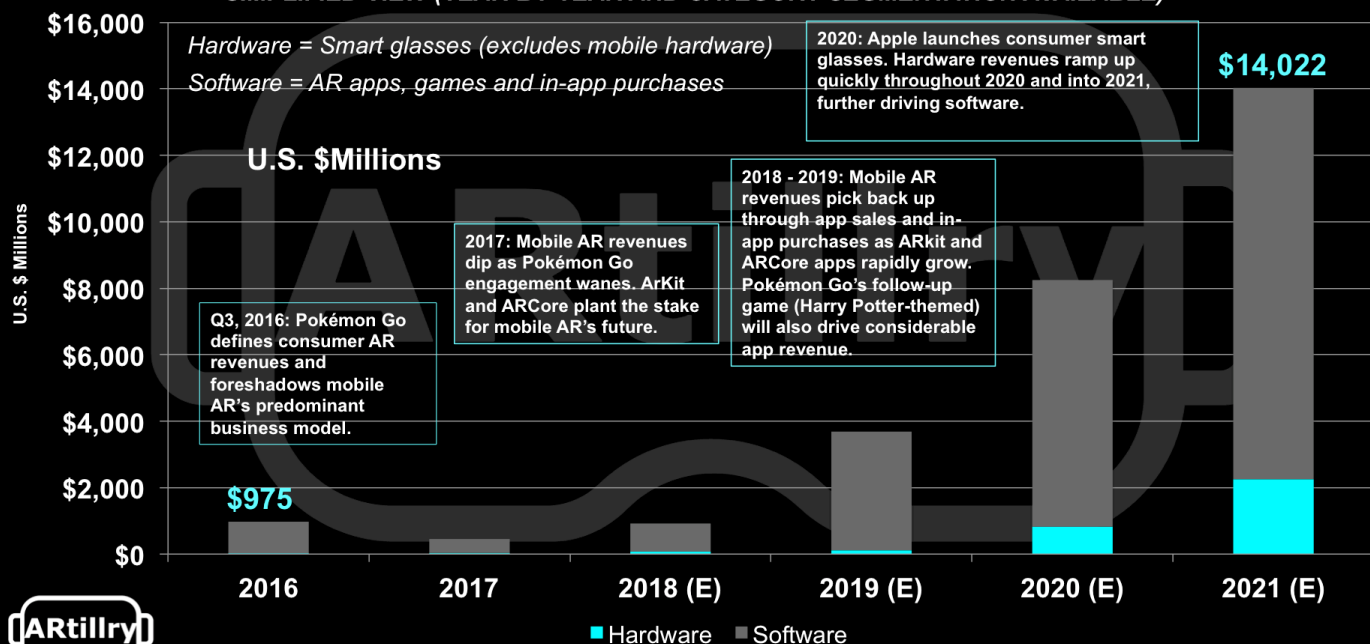 $16,000
$14,000
$12,000
$10,000
$8,000
$6,000
$4,000
$2,000
$0
U.S. $ Millions
Hardware = Smart glasses (excludes mobile hardware)
Software = AR apps, games and in-app purchases
U.S. $Millions
Q3, 2016: Pokémon Go
defines consumer AR
revenues and
foreshadows mobile
AR's predominant
business model.
2017: Mobile AR revenues
dip as Pokémon Go
engagement wanes. ArKit
and ARCore plant the stake
for mobile AR's future.
2018 - 2019: Mobile AR
revenues pick back up
through app sales and in-
app purchases as ARkit and
ARCore apps rapidly grow.
Pokémon Go's follow-up
game (Harry Potter-themed)
will also drive considerable
app revenue.
2020: Apple launches consumer smart
glasses. Hardware revenues ramp up
quickly throughout 2020 and into 2021,
further driving software.
$975
$14,022
2016
2017
2018 (E)
2019 (E)
2020 (E)
2021 (E)
Hardware
Software
ARtillry
ARtillry